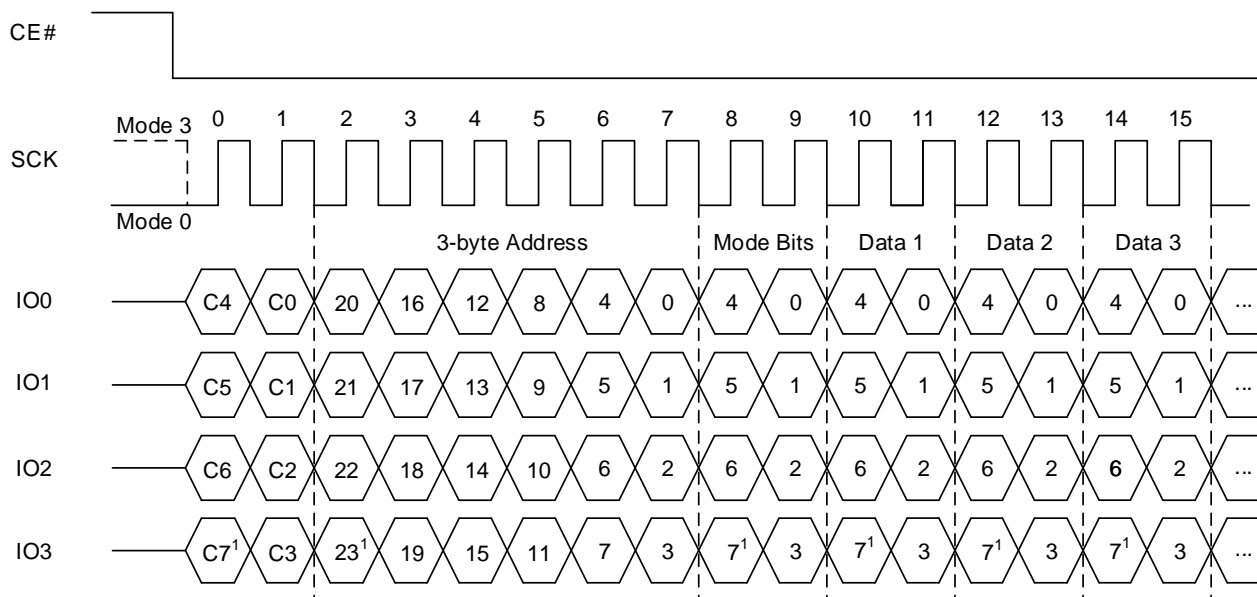 CE#
Mode 3 0 1 2 3 4 5 6 7 8 9 10 11 12 13 14 15
SCK
Mode 0
3-byte Address Mode Bits Data 1 Data 2 Data 3
IO0 C4 C0 20 16 12 8 4 0 4 0 4 0 4 0 4 0 ...
IO1 C5 C1 21 17 13 9 5 1 5 1 5 1 5 1 5 1 ...
IO2 C6 C2 22 18 14 10 6 2 6 2 6 2 6 2 6 2 ...
IO3 C7¹ C3 23¹ 19 15 11 7 3 7¹ 3 7¹ 3 7¹ 3 7¹ 3 ...